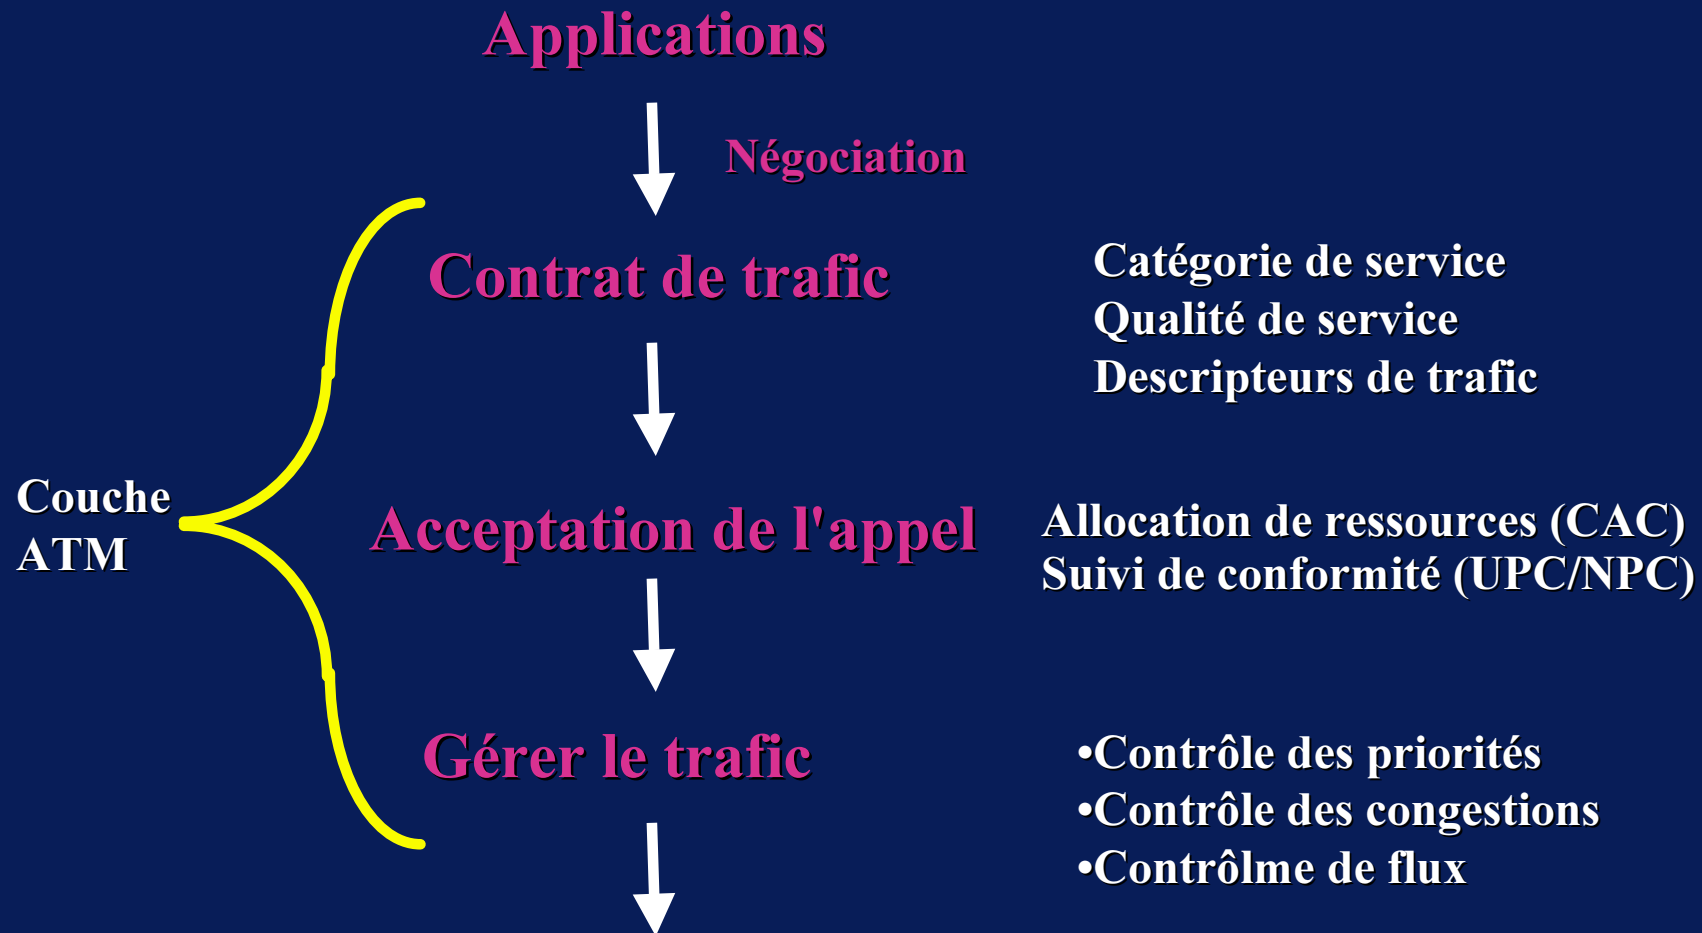 Applications
Négociation
Contrat de trafic
Catégorie de service
Qualité de service
Descripteurs de trafic
Couche
ATM
Acceptation de l'appel
Allocation de ressources (CAC)
Suivi de conformité (UPC/NPC)
Gérer le trafic
•Contrôle des priorités
•Contrôle des congestions
•Contrôlme de flux